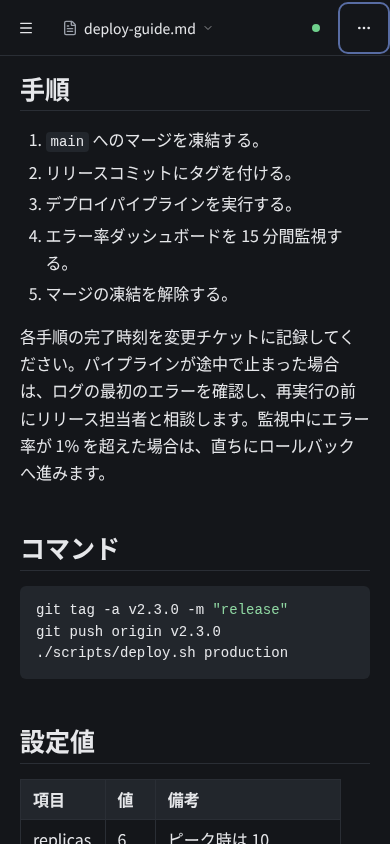 deploy-guide.md
手順
1. main へのマージを凍結する。
2. リリースコミットにタグを付ける。
3. デプロイパイプラインを実行する。
4. エラー率ダッシュボードを 15 分間監視す
る。
5. マージの凍結を解除する。
各手順の完了時刻を変更チケットに記録してく
ださい。パイプラインが途中で止まった場合
は、ログの最初のエラーを確認し、再実行の前
にリリース担当者と相談します。監視中にエラー
率が 1% を超えた場合は、直ちにロールバック
へ進みます。
コマンド
git tag -a v2.3.0 -m "release"
git push origin v2.3.0
./scripts/deploy.sh production
設定値
項目 値 備考
replicas 6 ピーク時は 10